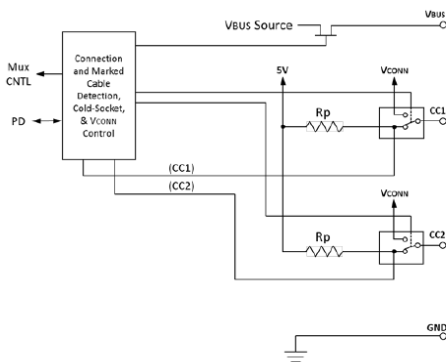 VBUS
VBUS Source
Connection
and Marked
Cable
Detection,
Cold-Socket,
& VCONN
Control
Mux
CNTL
PD
5V
VCONN
Rp
CC1
(CC1)
(CC2)
VCONN
Rp
CC2
GND